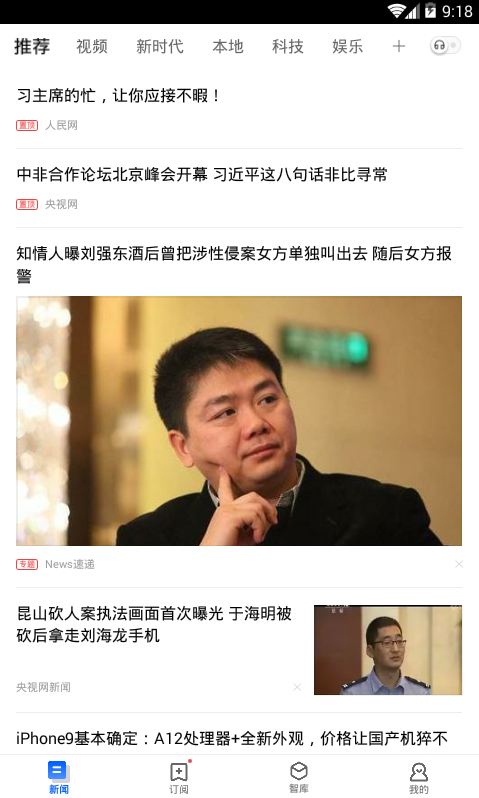 9:18
推荐 视频 新时代 本地 科技 娱乐
习主席的忙，让你应接不暇！
置顶 人民网
中非合作论坛北京峰会开幕 习近平这八句话非比寻常
置顶 央视网
知情人曝刘强东酒后曾把涉性侵案女方单独叫出去 随后女方报
警
专题 News速递
昆山砍人案执法画面首次曝光 于海明被
砍后拿走刘海龙手机
央视网新闻
iPhone9基本确定：A12处理器+全新外观，价格让国产机猝不
新闻 订阅 智库 我的